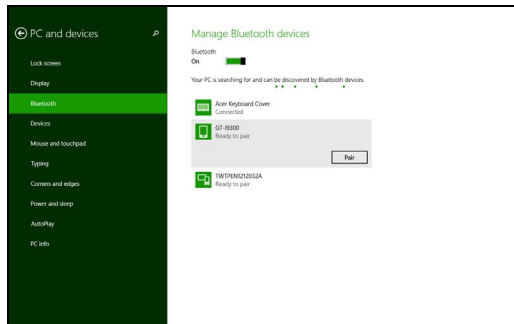 PC and devices
Lock screen
Display
Bluetooth
Devices
Mouse and touchpad
Typing
Corners and edges
Power and sleep
AutoPlay
PC info
Manage Bluetooth devices
Bluetooth
On
Your PC is searching for and can be discovered by Bluetooth devices.
Acer Keyboard Cover
Connected
GT-I9300
Ready to pair
Pair
TWTPEN1212032A
Ready to pair